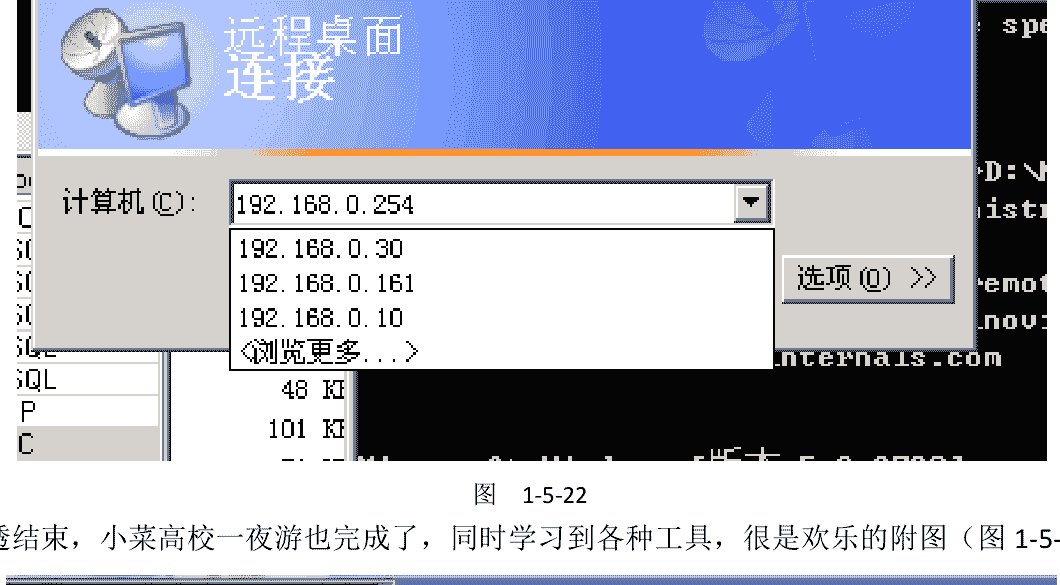 远程桌面
连接
spe
D:\
计算机(C):
192.168.0.254
istr
192.168.0.30
192.168.0.161
选项(O) >>
emot
192.168.0.10
novi
<浏览更多...>
SQL
nternals.com
SQL
48 KB
P
101 KB
C
图 1-5-22
透结束，小菜高校一夜游也完成了，同时学习到各种工具，很是欢乐的附图（图 1-5-